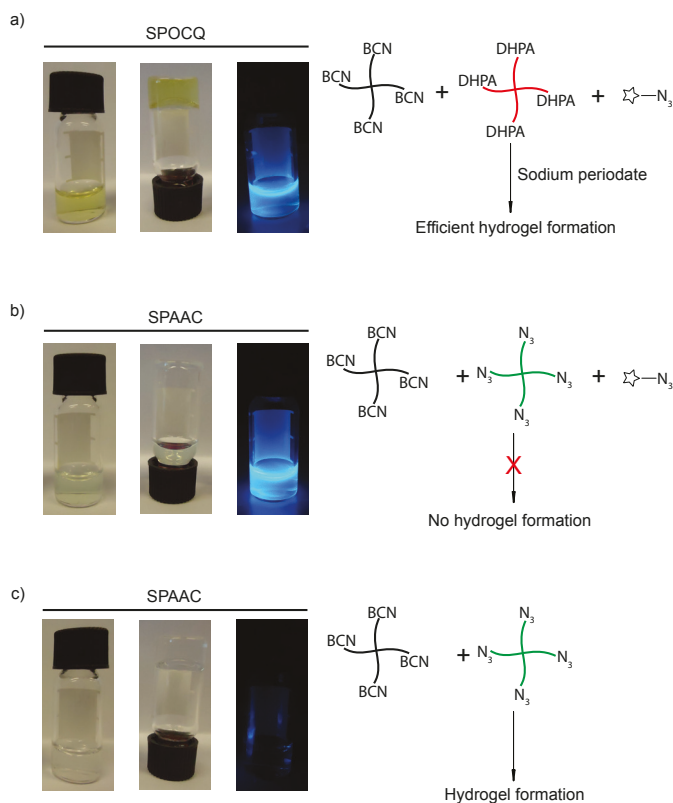 a)
SPOCQ
BCN
BCN
BCN
BCN
+
DHPA
DHPA
DHPA
DHPA
+
N3
Sodium periodate
Efficient hydrogel formation
b)
SPAAC
BCN
BCN
BCN
BCN
+
N3
N3
N3
N3
+
N3
X
No hydrogel formation
c)
SPAAC
BCN
BCN
BCN
BCN
+
N3
N3
N3
N3
Hydrogel formation